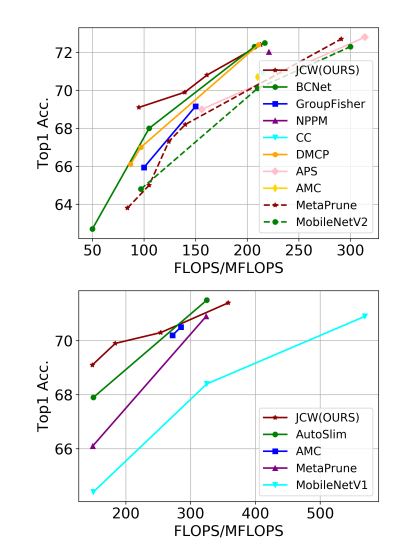 72
70
68
66
64
Top1 Acc.
JCW(OURS)
BCNet
GroupFisher
NPPM
CC
DMCP
APS
AMC
MetaPrune
MobileNetV2
50 100 150 200 250 300
FLOPS/MFLOPS
70
68
66
Top1 Acc.
JCW(OURS)
AutoSlim
AMC
MetaPrune
MobileNetV1
200 300 400 500
FLOPS/MFLOPS